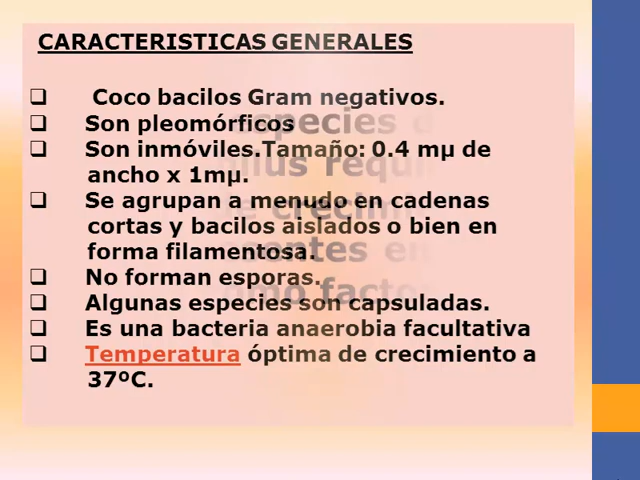 CARACTERISTICAS GENERALES
❑ Coco bacilos Gram negativos.
❑ Son pleomórficos
❑ Son inmóviles.Tamaño: 0.4 mµ de
ancho x 1mµ.
❑ Se agrupan a menudo en cadenas
cortas y bacilos aislados o bien en
forma filamentosa.
❑ No forman esporas.
❑ Algunas especies son capsuladas.
❑ Es una bacteria anaerobia facultativa
❑ Temperatura óptima de crecimiento a
37ºC.